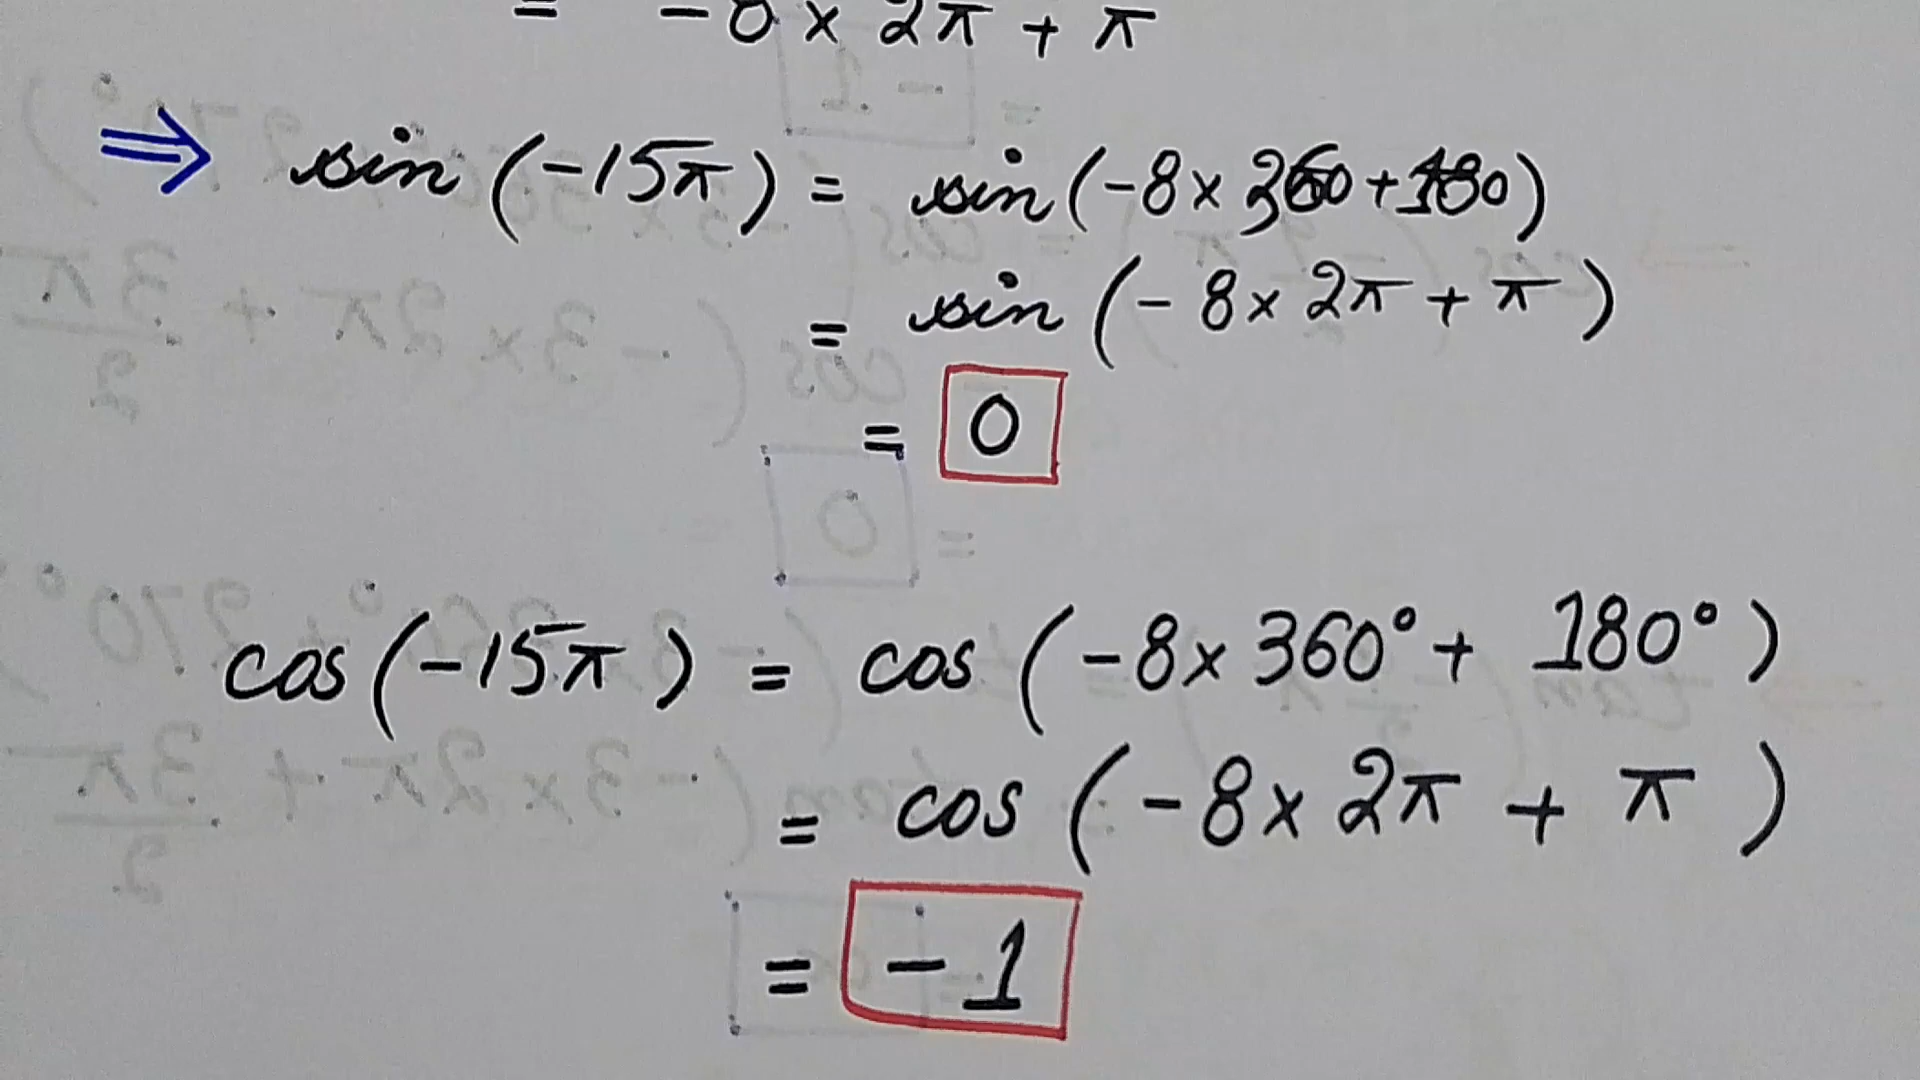 = -8 × 2π + π
⇒ sin (-15π) = sin (-8 × 360 + 180)
= sin (- 8 × 2π + π)
= 0
cos (-15π) = cos (-8 × 360° + 180°)
= cos (-8 × 2π + π)
= -1